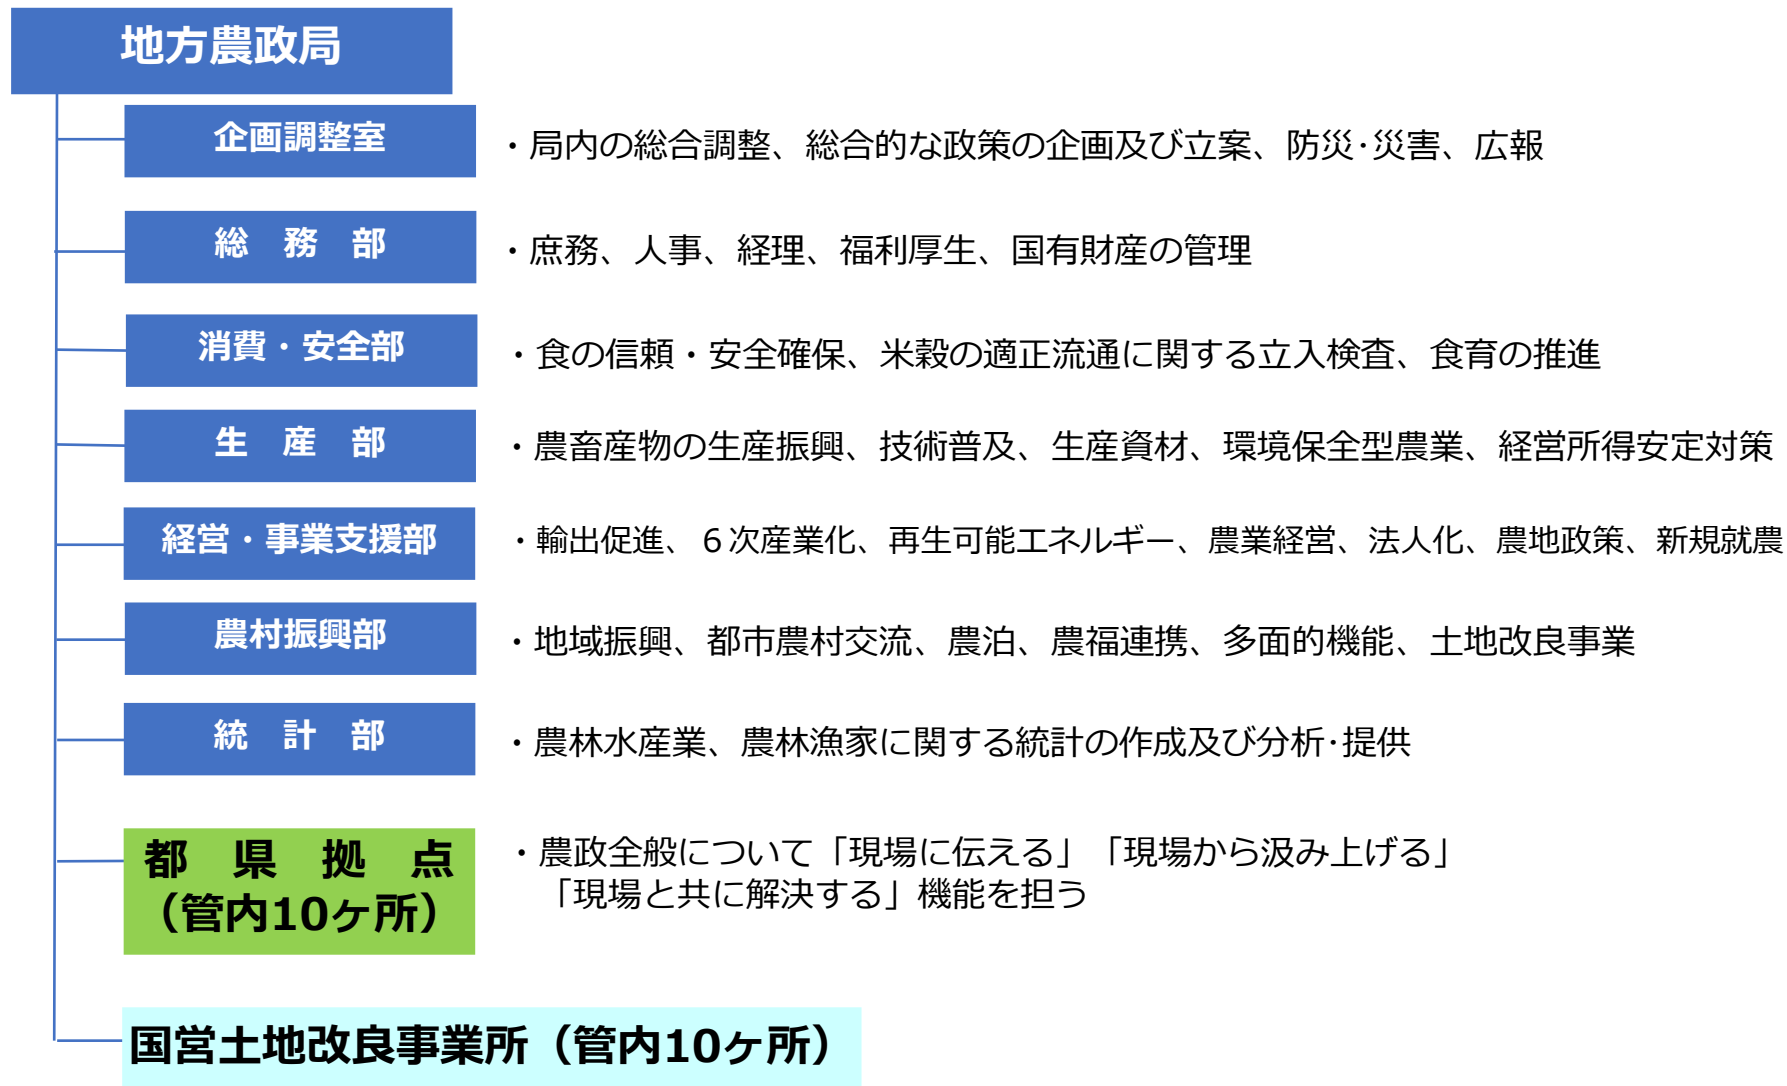 地方農政局
企画調整室
・局内の総合調整、総合的な政策の企画及び立案、防災・災害、広報
総　務　部
・庶務、人事、経理、福利厚生、国有財産の管理
消費・安全部
・食の信頼・安全確保、米穀の適正流通に関する立入検査、食育の推進
生　産　部
・農畜産物の生産振興、技術普及、生産資材、環境保全型農業、経営所得安定対策
経営・事業支援部
・輸出促進、６次産業化、再生可能エネルギー、農業経営、法人化、農地政策、新規就農
農村振興部
・地域振興、都市農村交流、農泊、農福連携、多面的機能、土地改良事業
統　計　部
・農林水産業、農林漁家に関する統計の作成及び分析・提供
都　県　拠　点
（管内10ヶ所）
・農政全般について「現場に伝える」「現場から汲み上げる」
「現場と共に解決する」機能を担う
国営土地改良事業所（管内10ヶ所）